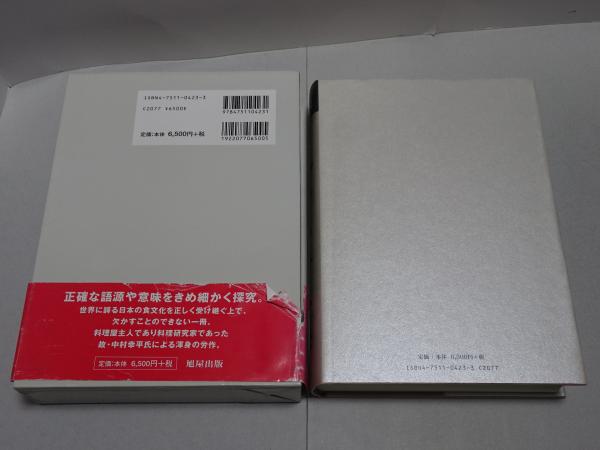 ISBN4-7511-0423-3
C2077 ¥6500E
定価:本体 6,500円+税
9784751104231
1922077065005
正確な語源や意味をきめ細かく探究。
世界に誇る日本の食文化を正しく受け継ぐ上で、
欠かすことのできない一冊。
料理屋主人であり料理研究家であった
故・中村幸平氏による渾身の労作。
定価:本体 6,500円+税 旭屋出版
定価:本体 6,500円+税
ISBN4-7511-0423-3 C2077